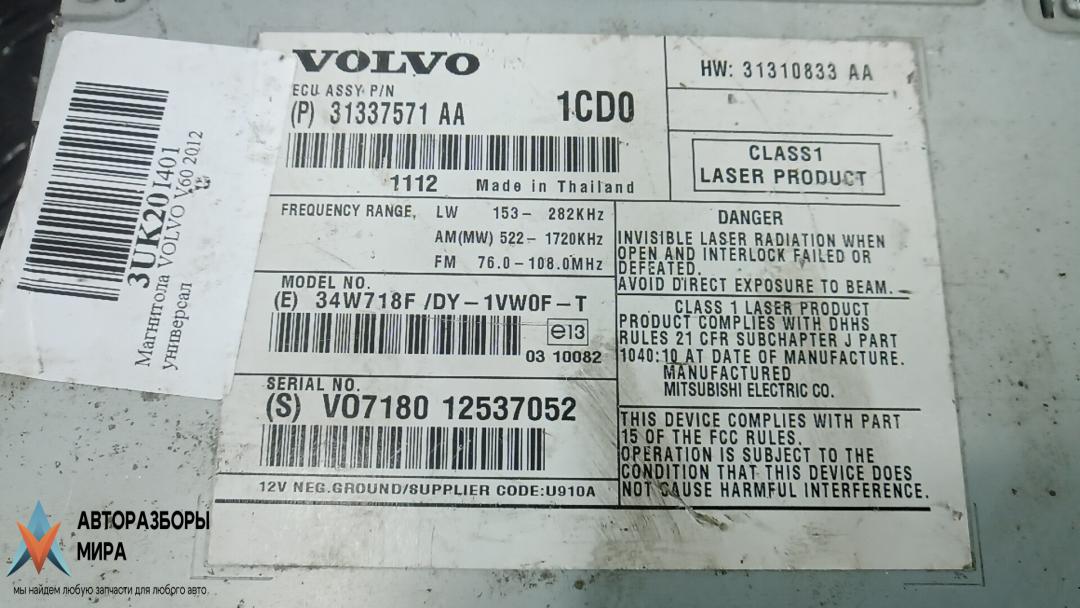 3UK201401
Магнитола VOLVO V60 2012
универсал
VOLVO
ECU ASSY P/N
(P) 31337571 AA
1CD0
1112 Made in Thailand
HW: 31310833 AA
CLASS1
LASER PRODUCT
FREQUENCY RANGE, LW 153- 282KHz
AM(MW) 522- 1720KHz
FM 76.0-108.0MHz
MODEL NO.
(E) 34W718F /DY-1VW0F-T
e13
03 10082
SERIAL NO.
(S) VO7180 12537052
12V NEG.GROUND/SUPPLIER CODE:U910A
DANGER
INVISIBLE LASER RADIATION WHEN
OPEN AND INTERLOCK FAILED OR
DEFEATED.
AVOID DIRECT EXPOSURE TO BEAM.
CLASS 1 LASER PRODUCT
PRODUCT COMPLIES WITH DHHS
RULES 21 CFR SUBCHAPTER J PART
1040:10 AT DATE OF MANUFACTURE.
MANUFACTURED
MITSUBISHI ELECTRIC CO.
THIS DEVICE COMPLIES WITH PART
15 OF THE FCC RULES.
OPERATION IS SUBJECT TO THE
CONDITION THAT THIS DEVICE DOES
NOT CAUSE HARMFUL INTERFERENCE.
АВТОРАЗБОРЫ
МИРА
мы найдем любую запчасти для любого авто